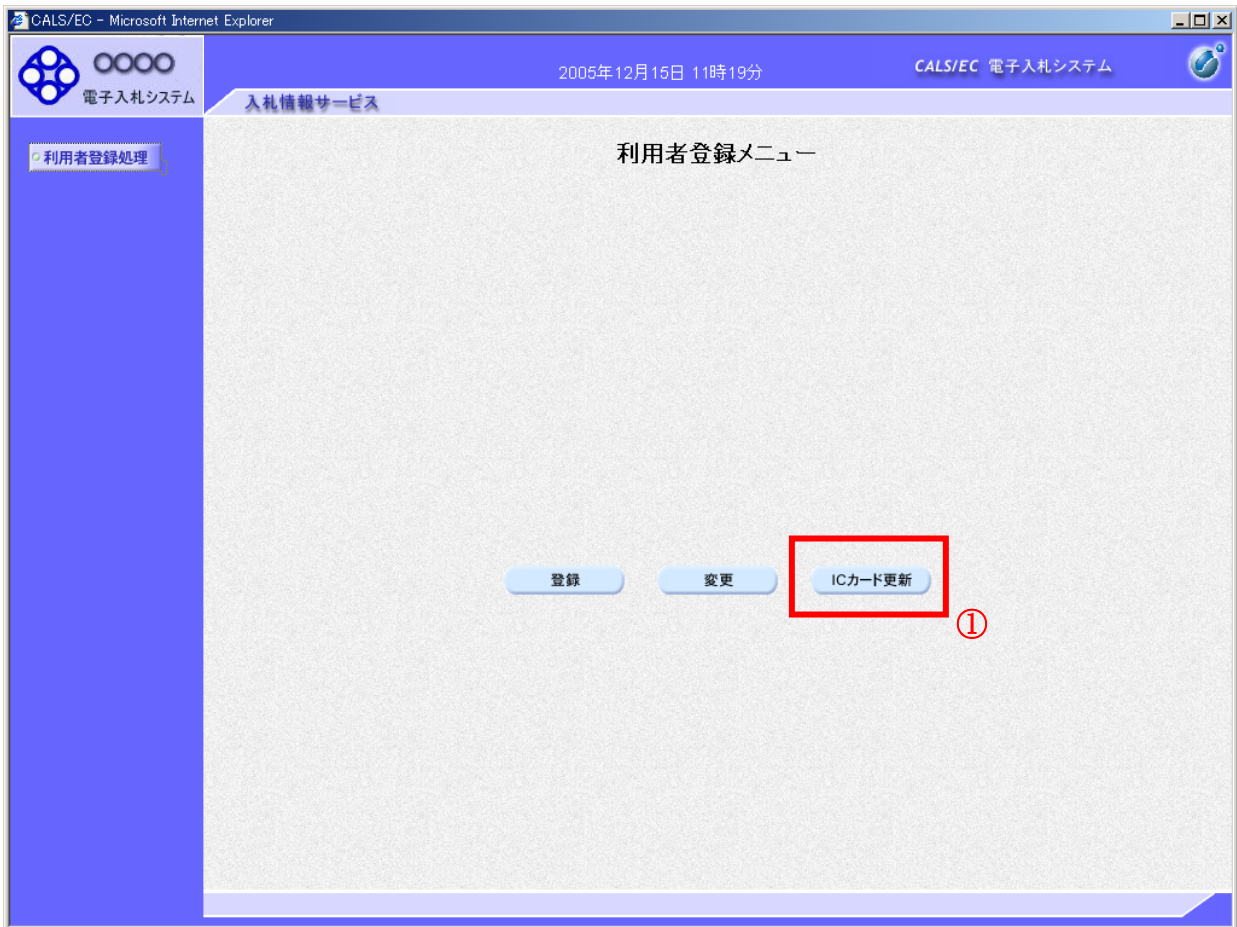 CALS/EC - Microsoft Internet Explorer
○○○○
電子入札システム
2005年12月15日 11時19分
CALS/EC 電子入札システム
入札情報サービス
利用者登録処理
利用者登録メニュー
登録
変更
ICカード更新
①